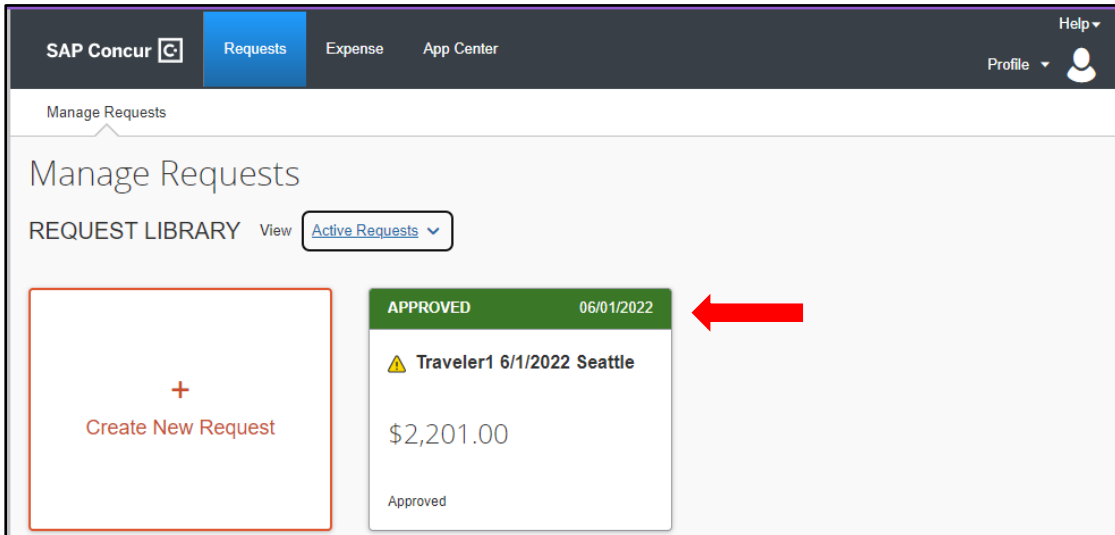 Help
SAP Concur C Requests Expense App Center
Profile
Manage Requests
Manage Requests
REQUEST LIBRARY View Active Requests
APPROVED 06/01/2022
Traveler1 6/1/2022 Seattle
+
Create New Request
$2,201.00
Approved